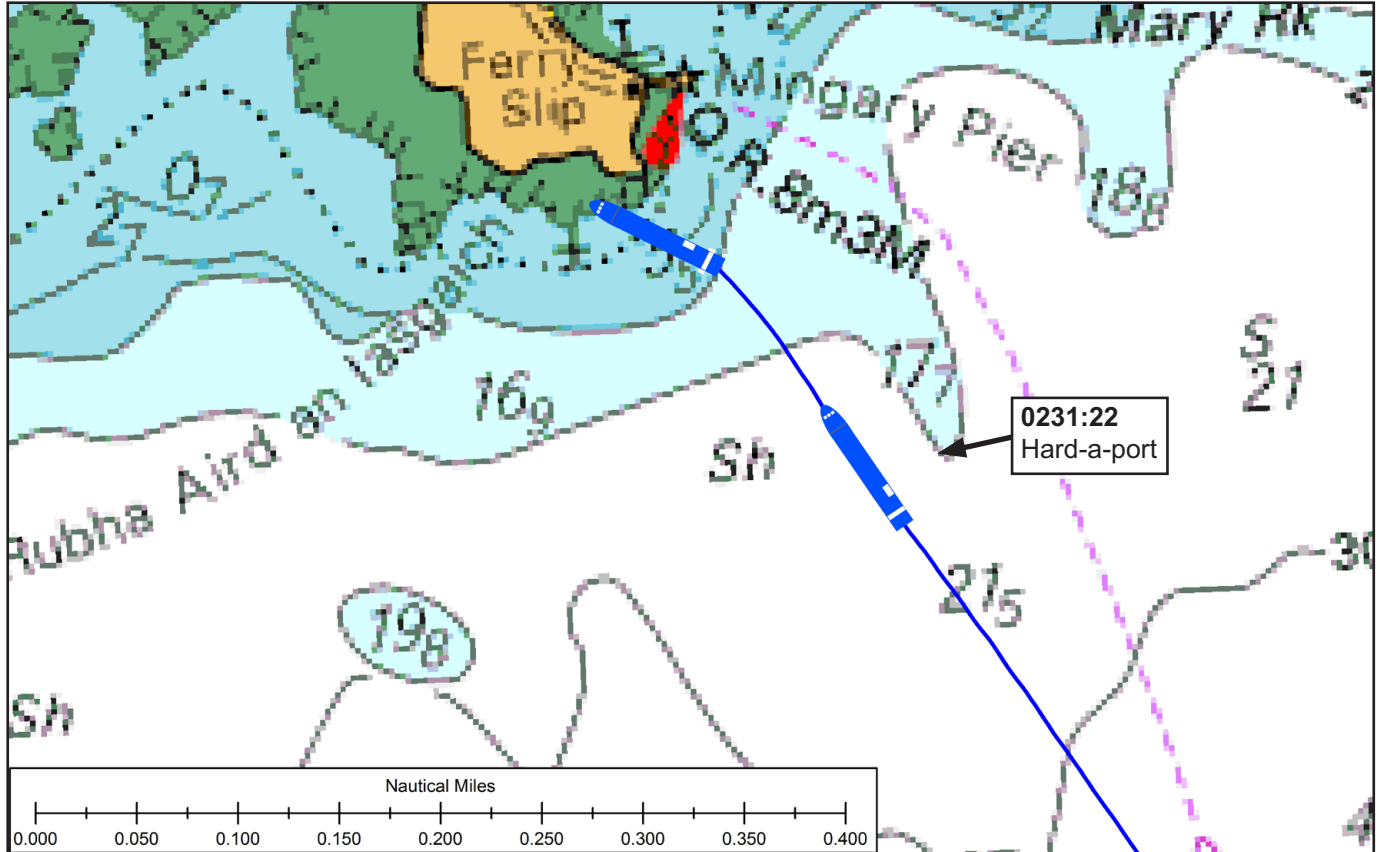 Mary Rk
Ferry
Slip
Mingary Pier
Q.R.8m3M
0₇
2₇
18₆
17₇
S
21
16₉
0231:22
Hard-a-port
Sh
Rubha Aird an Iasgaich
21₅
30
19₈
Sh
Nautical Miles
0.000 0.050 0.100 0.150 0.200 0.250 0.300 0.350 0.400